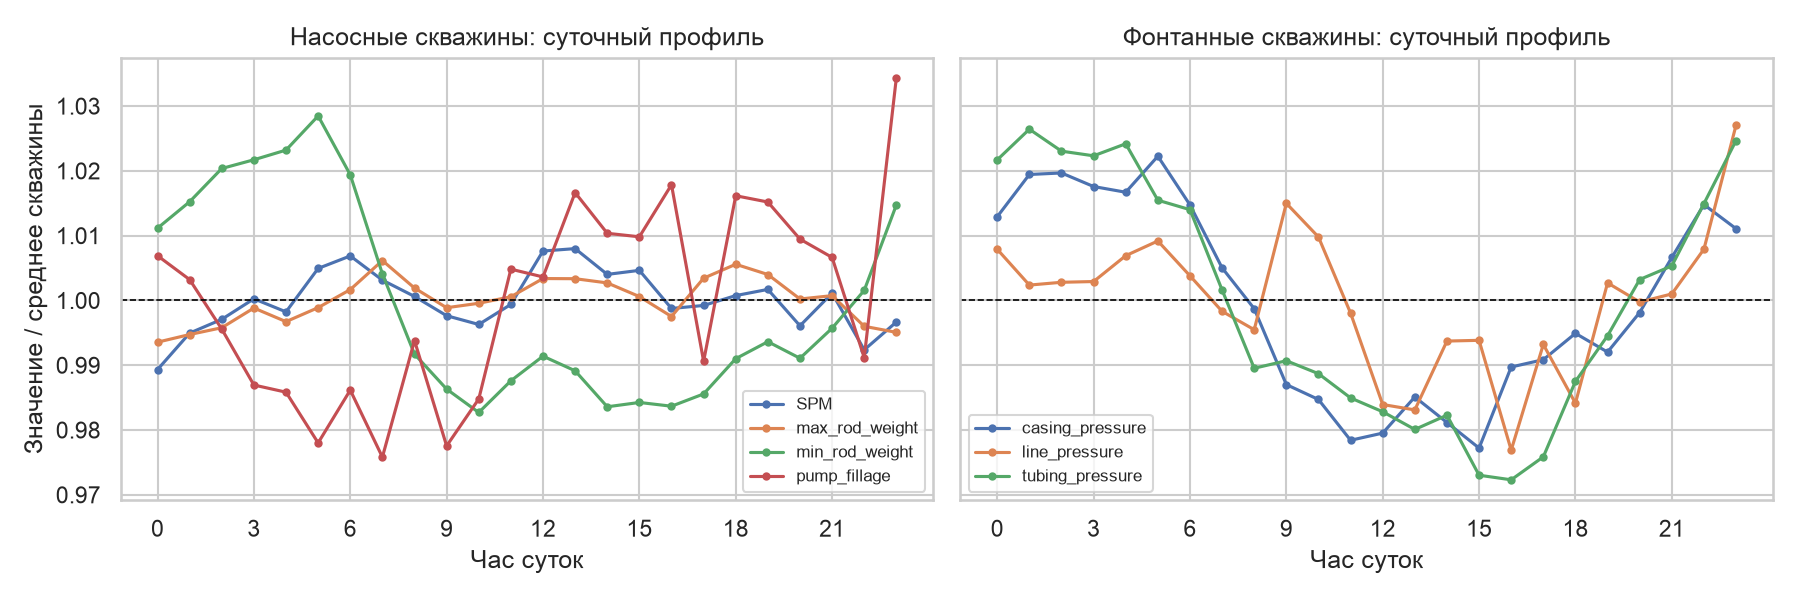 Насосные скважины: суточный профиль
Значение / среднее скважины
1.03
1.02
1.01
1.00
0.99
0.98
0.97
0 3 6 9 12 15 18 21
Час суток
SPM
max_rod_weight
min_rod_weight
pump_fillage
Фонтанные скважины: суточный профиль
0 3 6 9 12 15 18 21
Час суток
casing_pressure
line_pressure
tubing_pressure